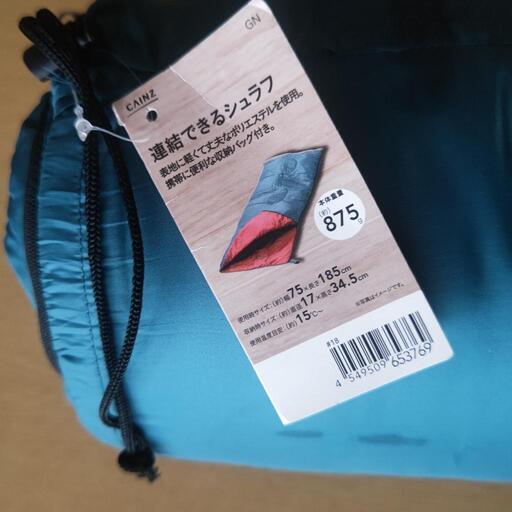 CAINZ
GN
連結できるシュラフ
表地に軽くて丈夫なポリエステルを使用。
携帯に便利な収納バッグ付き。
本体重量
(約)
875g
使用時サイズ:(約)幅75×長さ185cm
収納時サイズ:(約)直径17×高さ34.5cm
使用温度目安:(約)15℃〜
※写真はイメージです。
#18
4 549509 653769